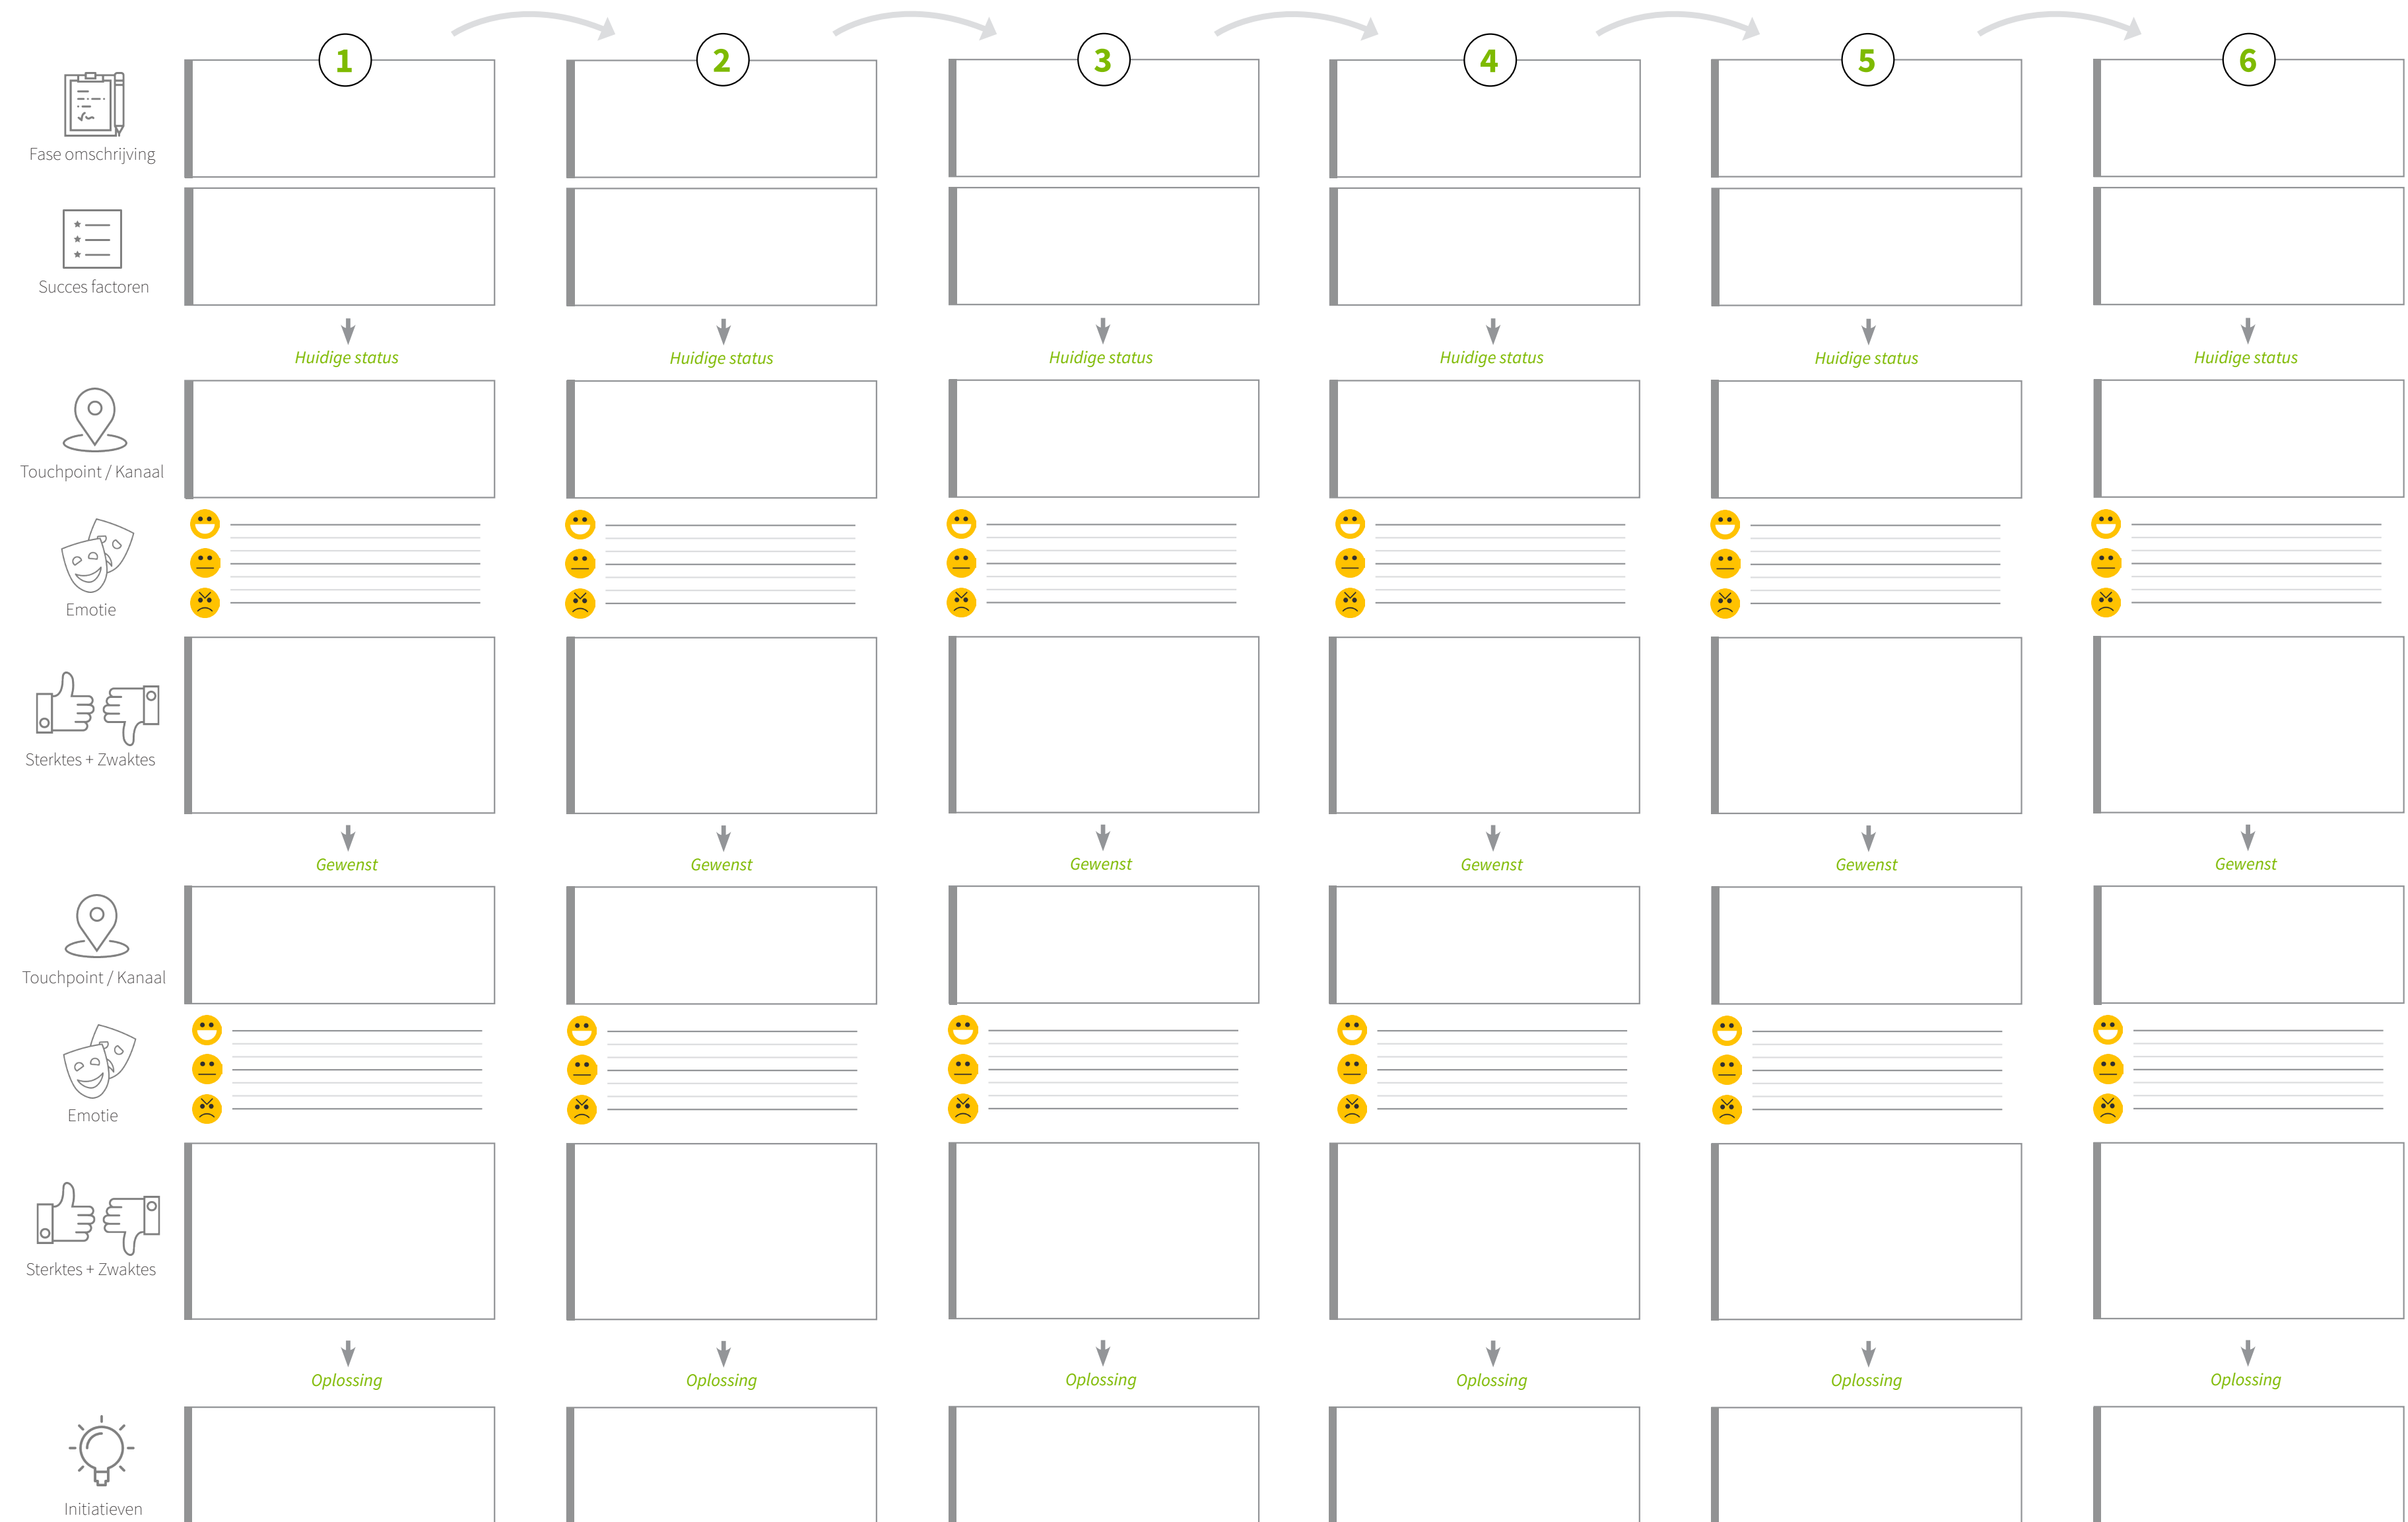 1
2
3
4
5
6
Fase omschrijving
Succes factoren
Huidige status
Huidige status
Huidige status
Huidige status
Huidige status
Huidige status
Touchpoint / Kanaal
Emotie
Sterktes + Zwaktes
Gewenst
Gewenst
Gewenst
Gewenst
Gewenst
Gewenst
Touchpoint / Kanaal
Emotie
Sterktes + Zwaktes
Oplossing
Oplossing
Oplossing
Oplossing
Oplossing
Oplossing
Initiatieven